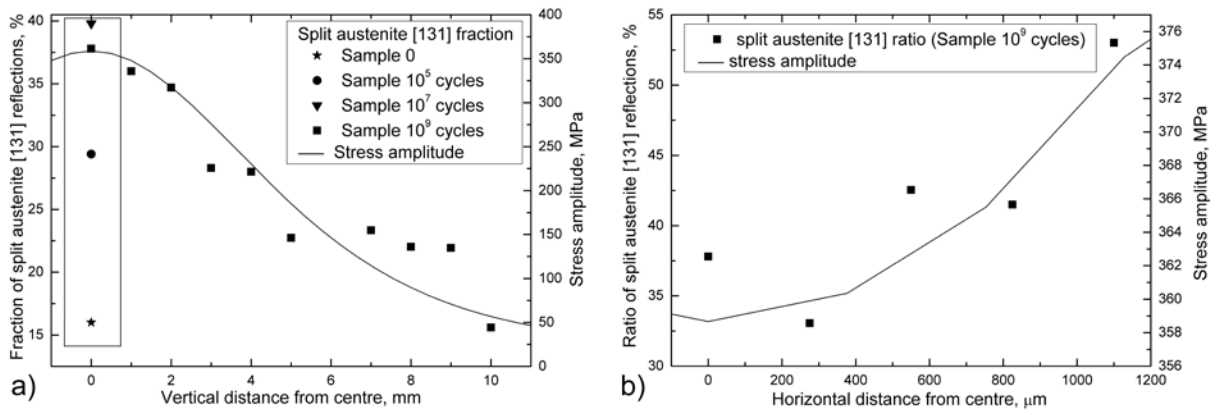 Fraction of split austenite [131] reflections, %
40
35
30
25
20
15
Split austenite [131] fraction
Sample 0
Sample 10⁵ cycles
Sample 10⁷ cycles
Sample 10⁹ cycles
Stress amplitude
400
350
300
250
200
150
100
50
0
Stress amplitude, MPa
0 2 4 6 8 10
a)
Vertical distance from centre, mm
Ratio of split austenite [131] reflections, %
55
50
45
40
35
30
split austenite [131] ratio (Sample 10⁹ cycles)
stress amplitude
376
374
372
370
368
366
364
362
360
358
356
Stress amplitude, MPa
0 200 400 600 800 1000 1200
b)
Horizontal distance from centre, μm